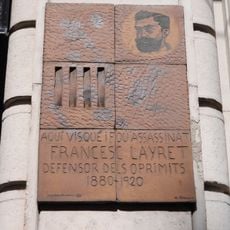 AQUÍ VISQUÉ I FOU ASSASSINAT
FRANCESC LAYRET
DEFENSOR DELS OPRIMITS
1880-1920